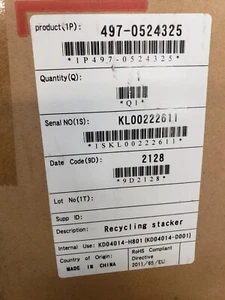 product(1P): 497-0524325
*1P497-0524325*
Quantity(Q):
*Q1*
Serial NO(1S): KL00222611
*1SKL00222611*
Date Code(9D) 2128
*9D2128*
Lot No(1T):
Supp ID:
Description: Recycling stacker
Internal Use: KD04014-H801 (KD04014-D001)
Country of Origin:
MADE IN CHINA
RoHS Compliant
Directive
2011/65/EU